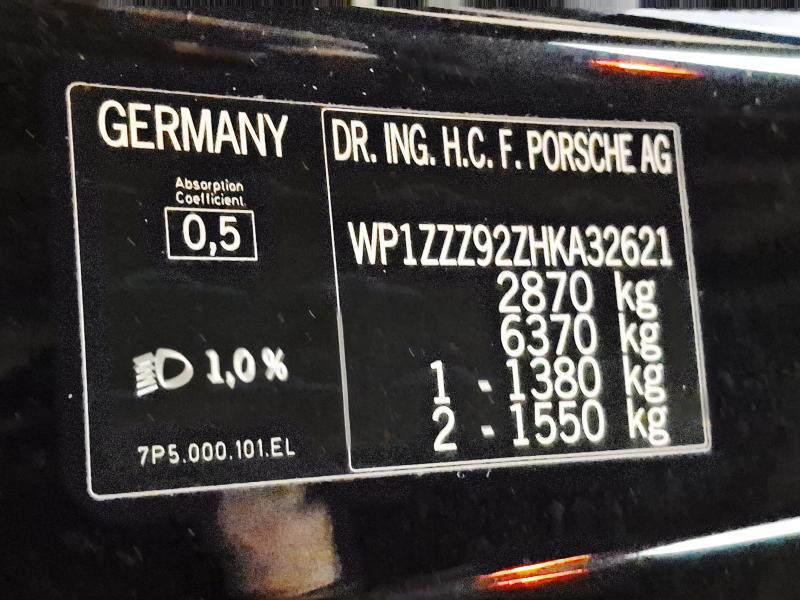 GERMANY
Absorption
Coefficient
0,5
1,0 %
7P5.000.101.EL
DR. ING. H.C. F. PORSCHE AG
WP1ZZZ92ZHKA32621
2870 kg
6370 kg
1 - 1380 kg
2 - 1550 kg